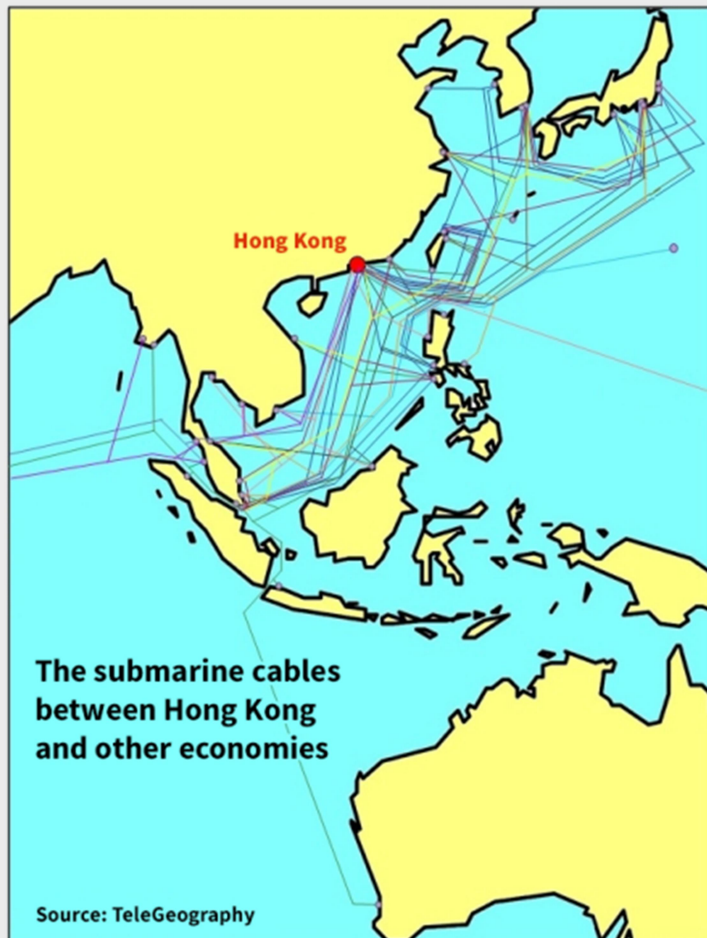 Hong Kong
The submarine cables
between Hong Kong
and other economies
Source: TeleGeography